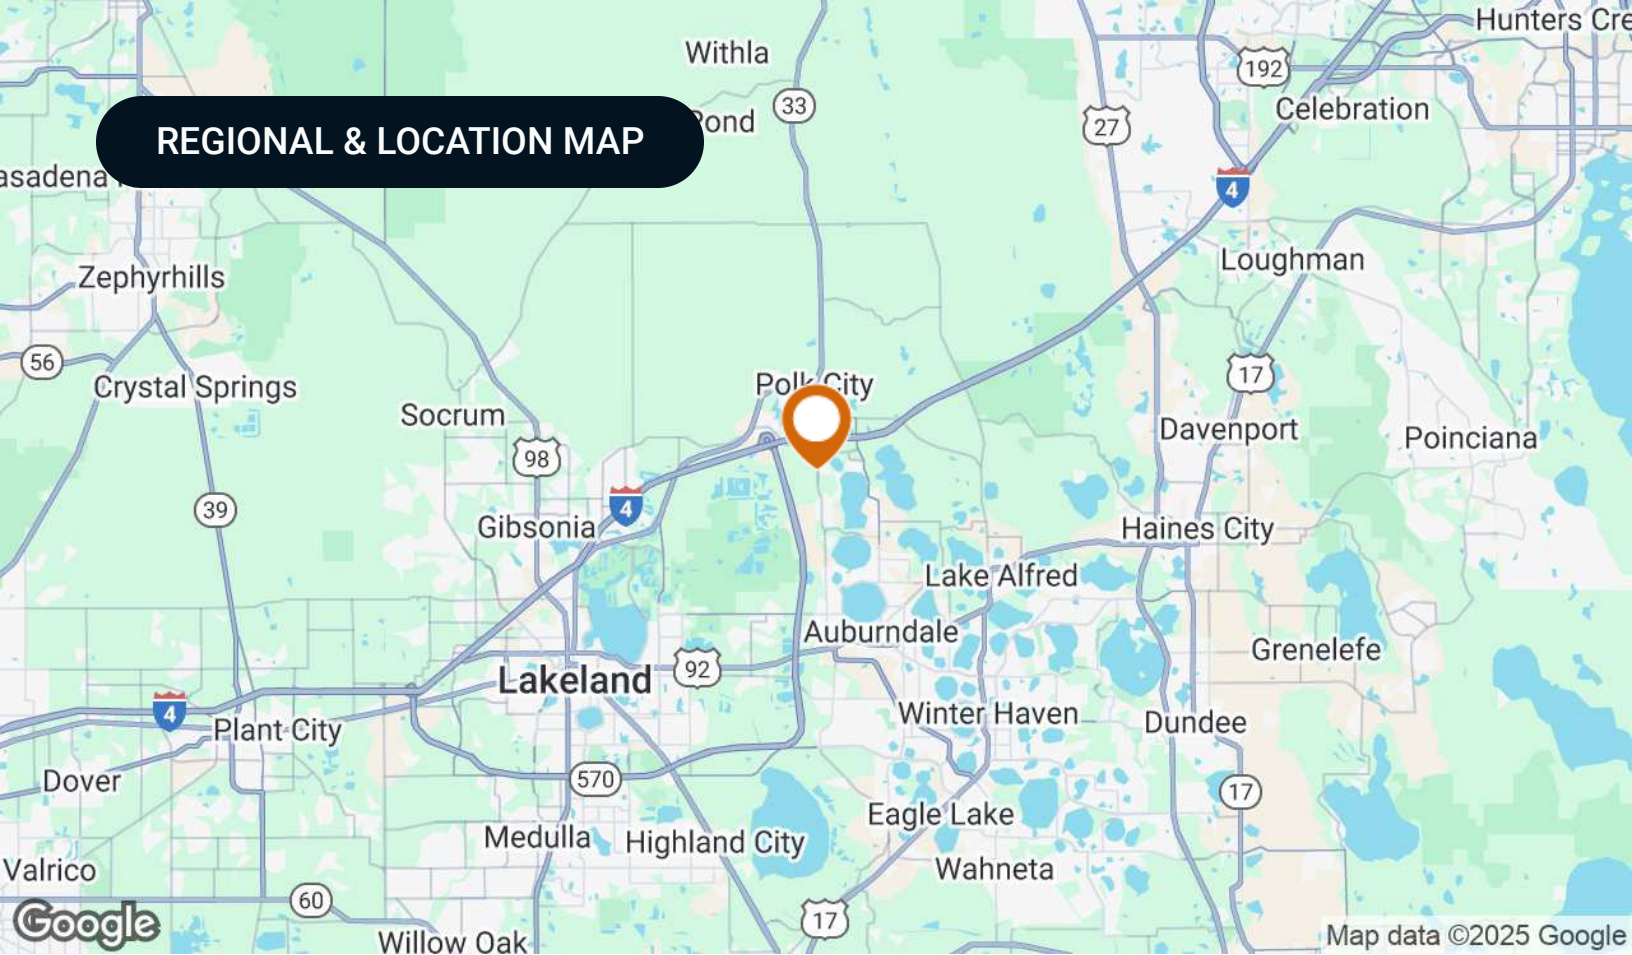 Hunters Cre
Withla
192
33
Celebration
Pond
27
REGIONAL & LOCATION MAP
asadena
4
Loughman
Zephyrhills
56
17
Polk City
Crystal Springs
Socrum
Davenport
Poinciana
98
39
4
Gibsonia
Haines City
Lake Alfred
Auburndale
Grenelefe
92
Lakeland
4
Winter Haven
Dundee
Plant City
Dover
570
17
Eagle Lake
Medulla
Highland City
Wahneta
Valrico
60
17
Google
Willow Oak
Map data ©2025 Google